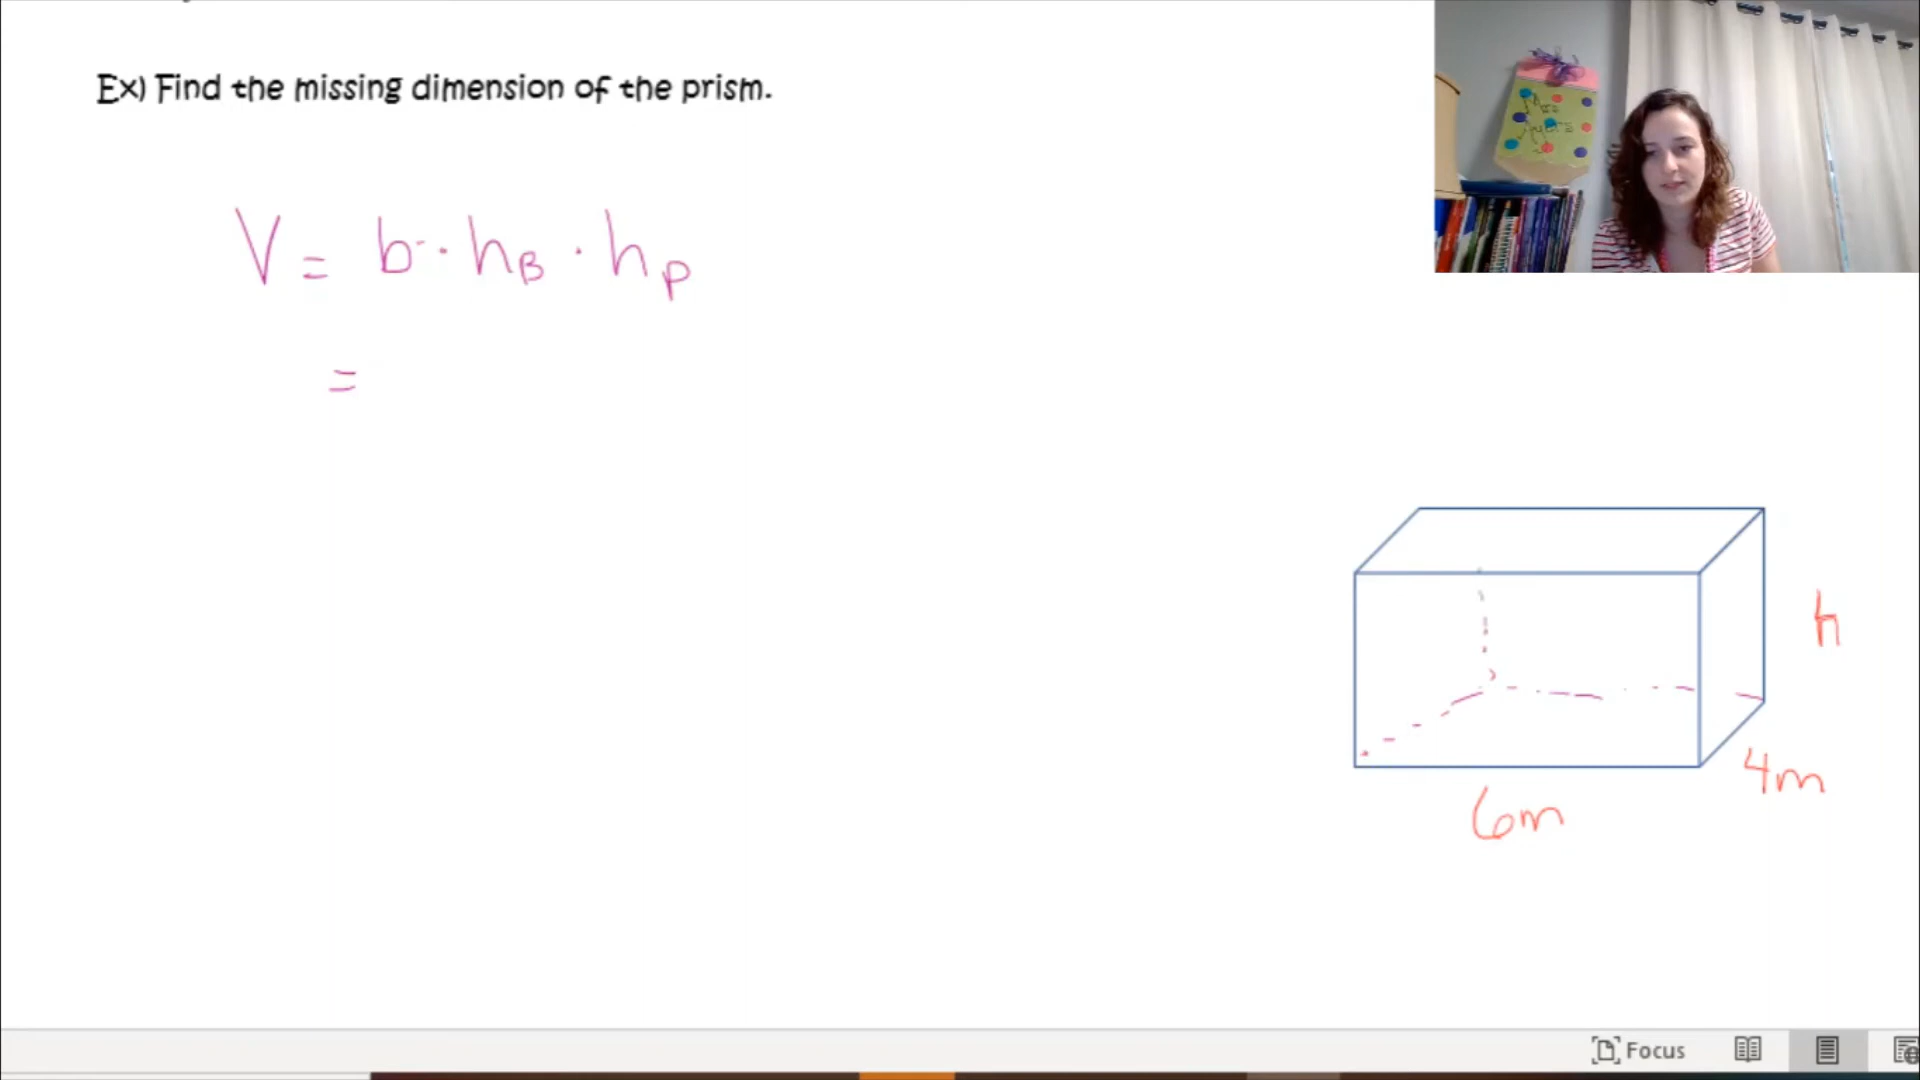 Ex) Find the missing dimension of the prism.
V = b · h_B · h_P
=
h
4m
6m
Focus